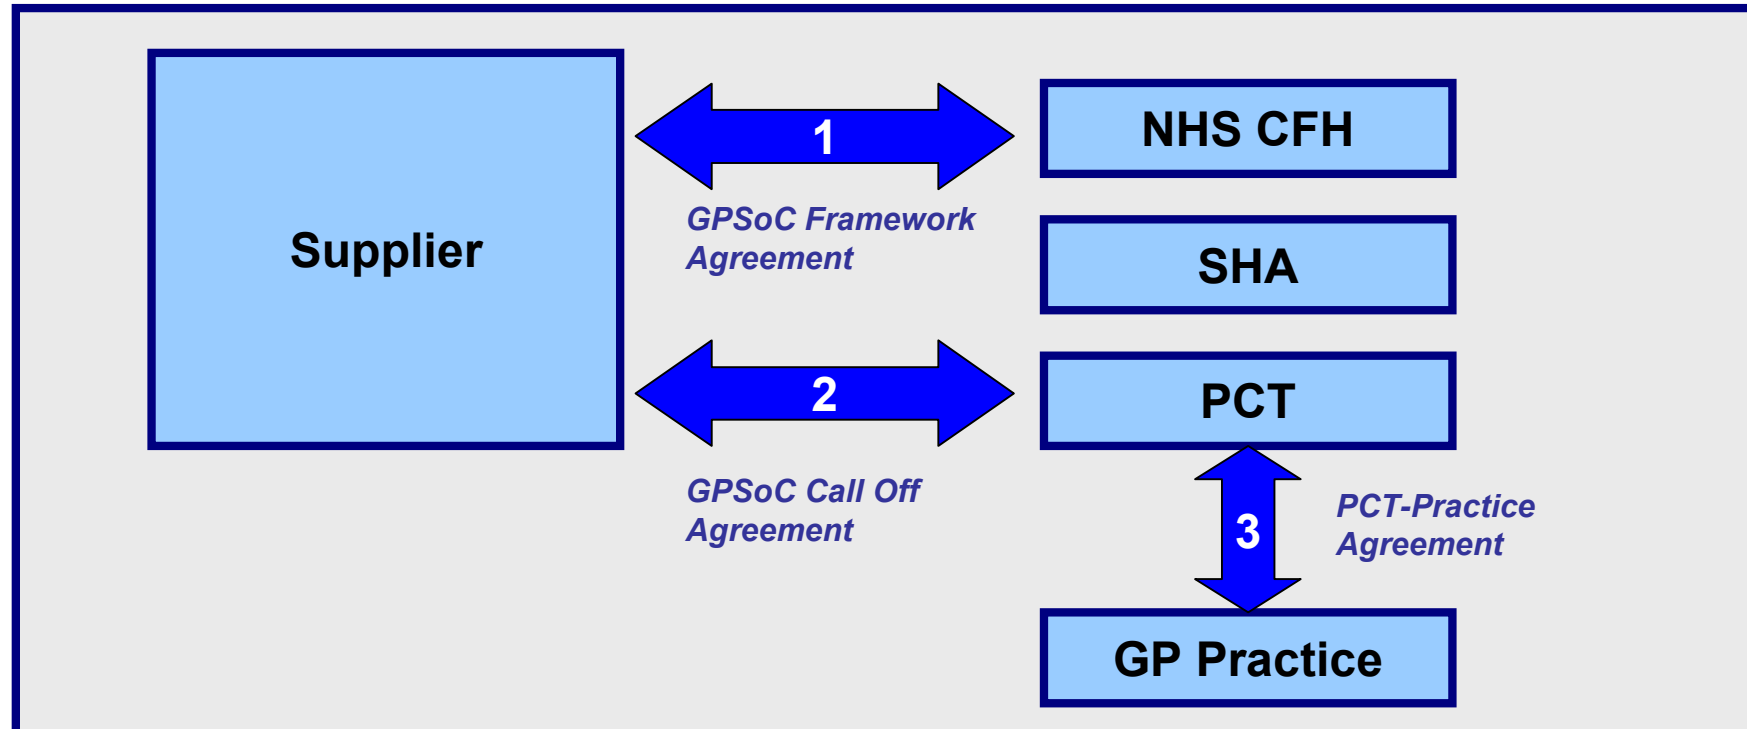 Supplier
1
NHS CFH
GPSoC Framework
Agreement
SHA
2
PCT
GPSoC Call Off
Agreement
3
PCT-Practice
Agreement
GP Practice